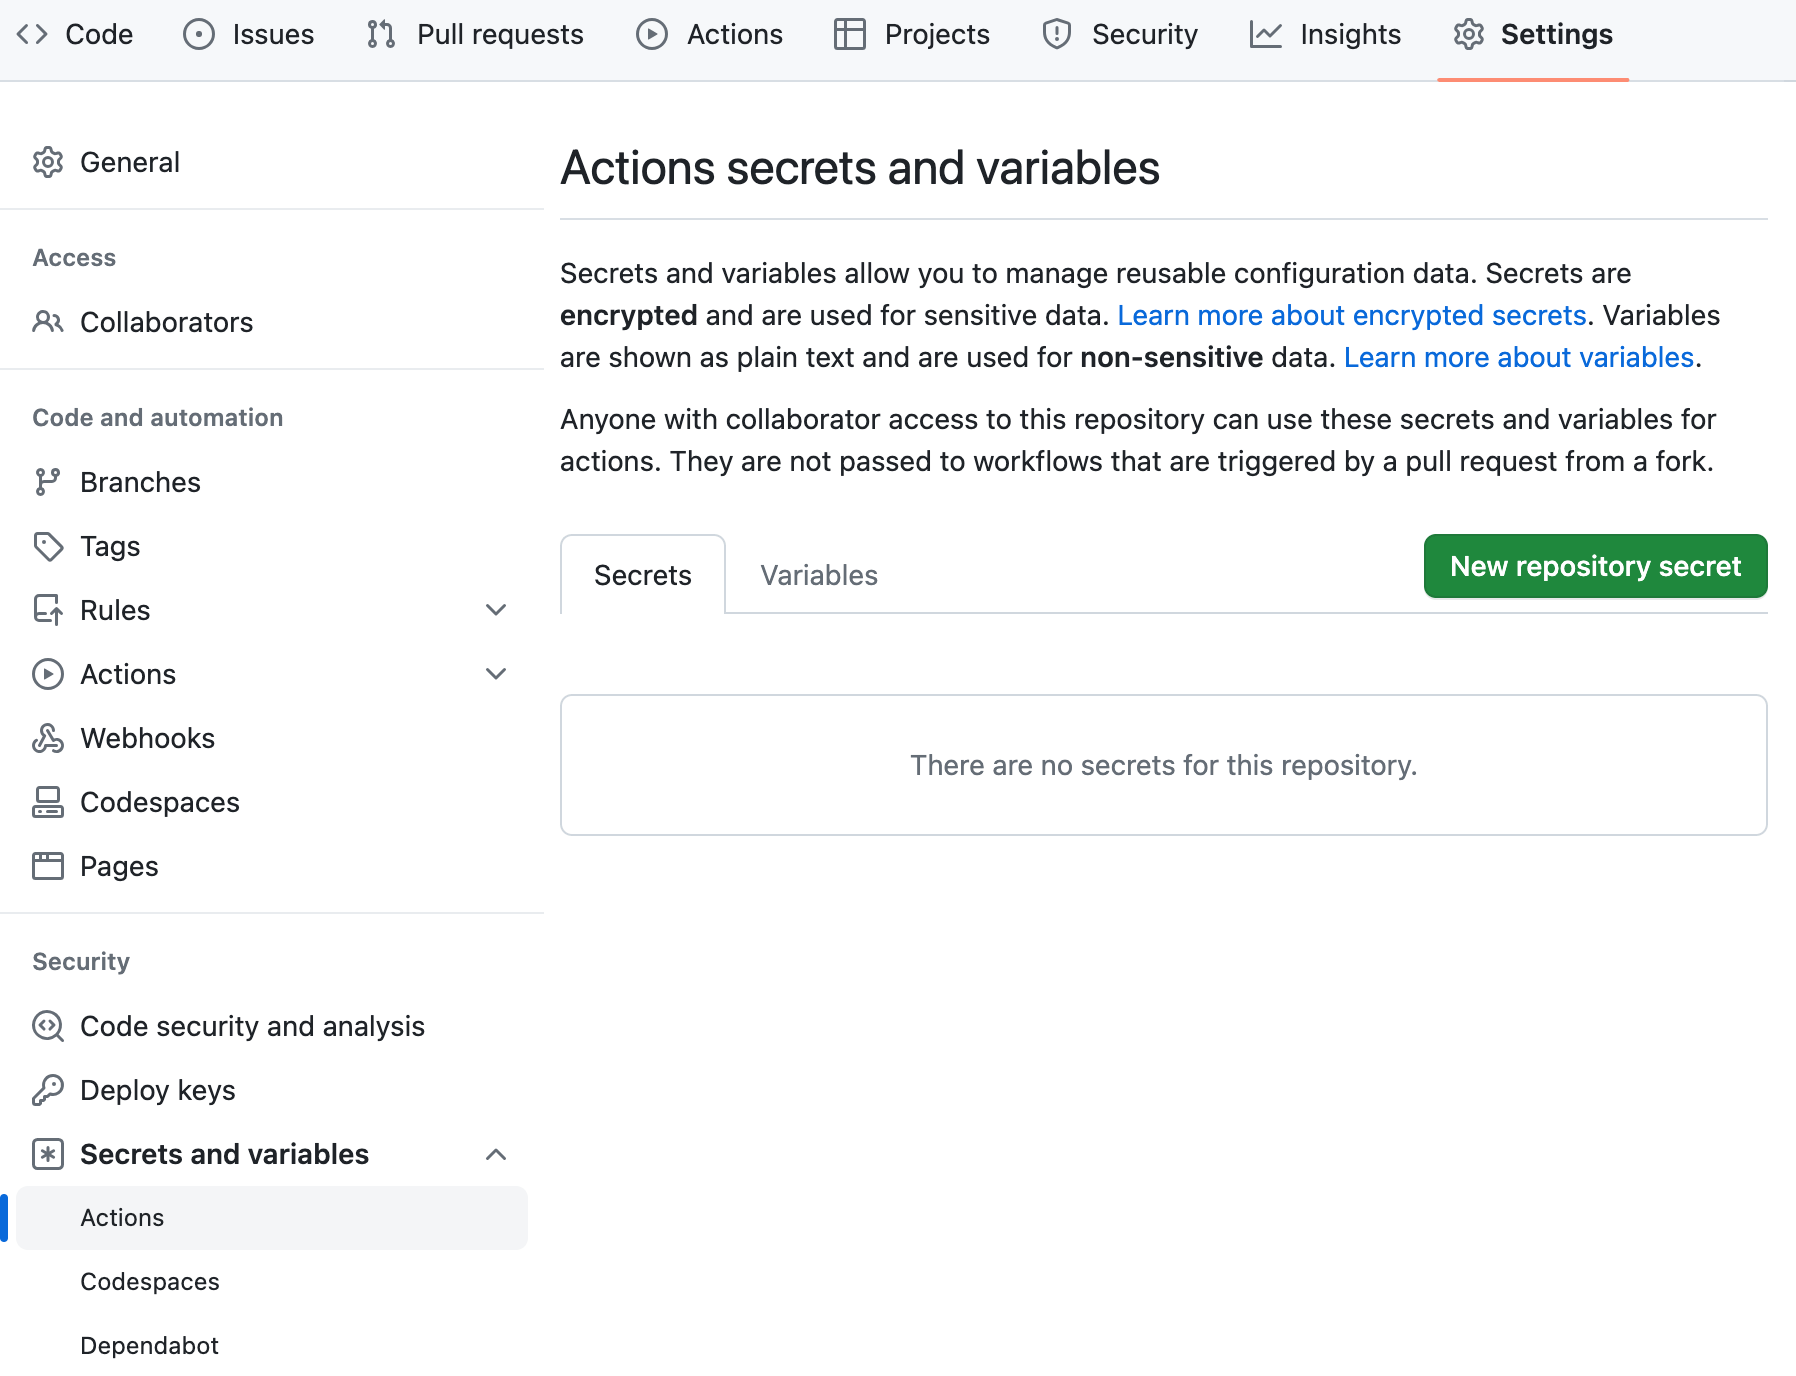 Code Issues Pull requests Actions Projects Security Insights Settings
General
Access
Collaborators
Code and automation
Branches
Tags
Rules
Actions
Webhooks
Codespaces
Pages
Security
Code security and analysis
Deploy keys
Secrets and variables
Actions
Codespaces
Dependabot
Actions secrets and variables
Secrets and variables allow you to manage reusable configuration data. Secrets are
encrypted and are used for sensitive data. Learn more about encrypted secrets. Variables
are shown as plain text and are used for non-sensitive data. Learn more about variables.
Anyone with collaborator access to this repository can use these secrets and variables for
actions. They are not passed to workflows that are triggered by a pull request from a fork.
Secrets Variables New repository secret
There are no secrets for this repository.